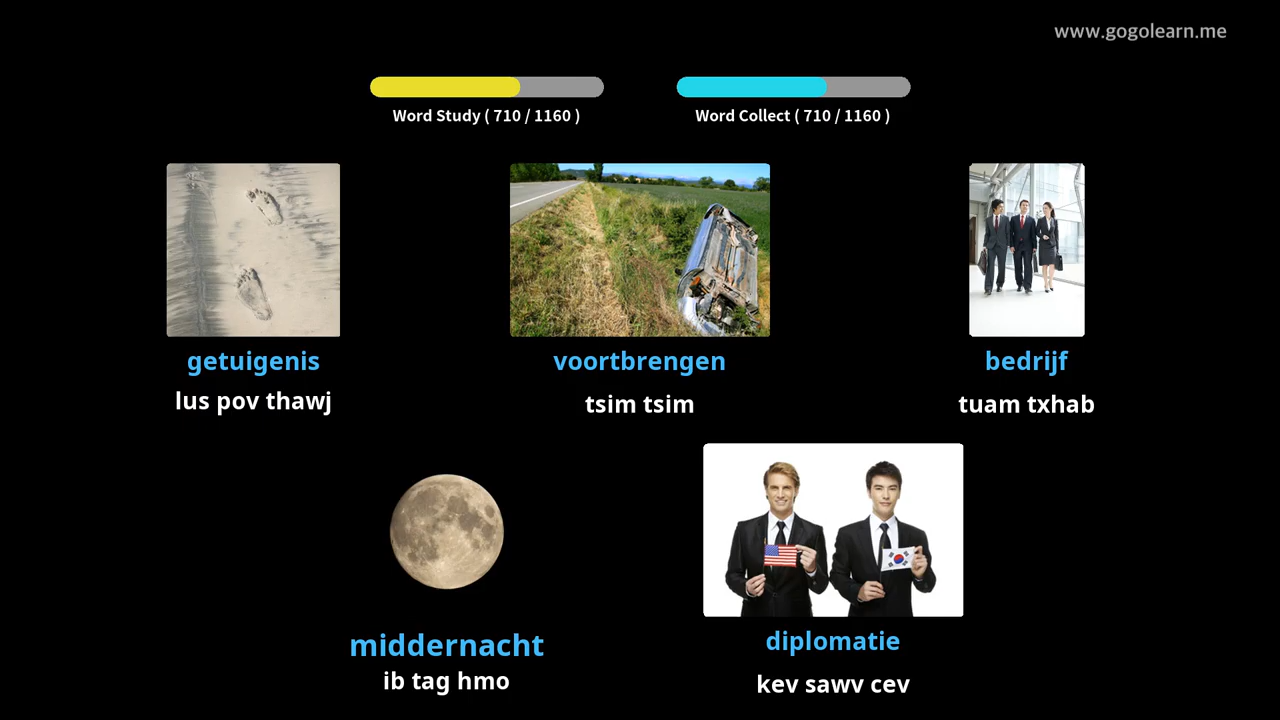 www.gogolearn.me
Word Study ( 710 / 1160 )
Word Collect ( 710 / 1160 )
getuigenis
lus pov thawj
voortbrengen
tsim tsim
bedrijf
tuam txhab
middernacht
ib tag hmo
diplomatie
kev sawv cev